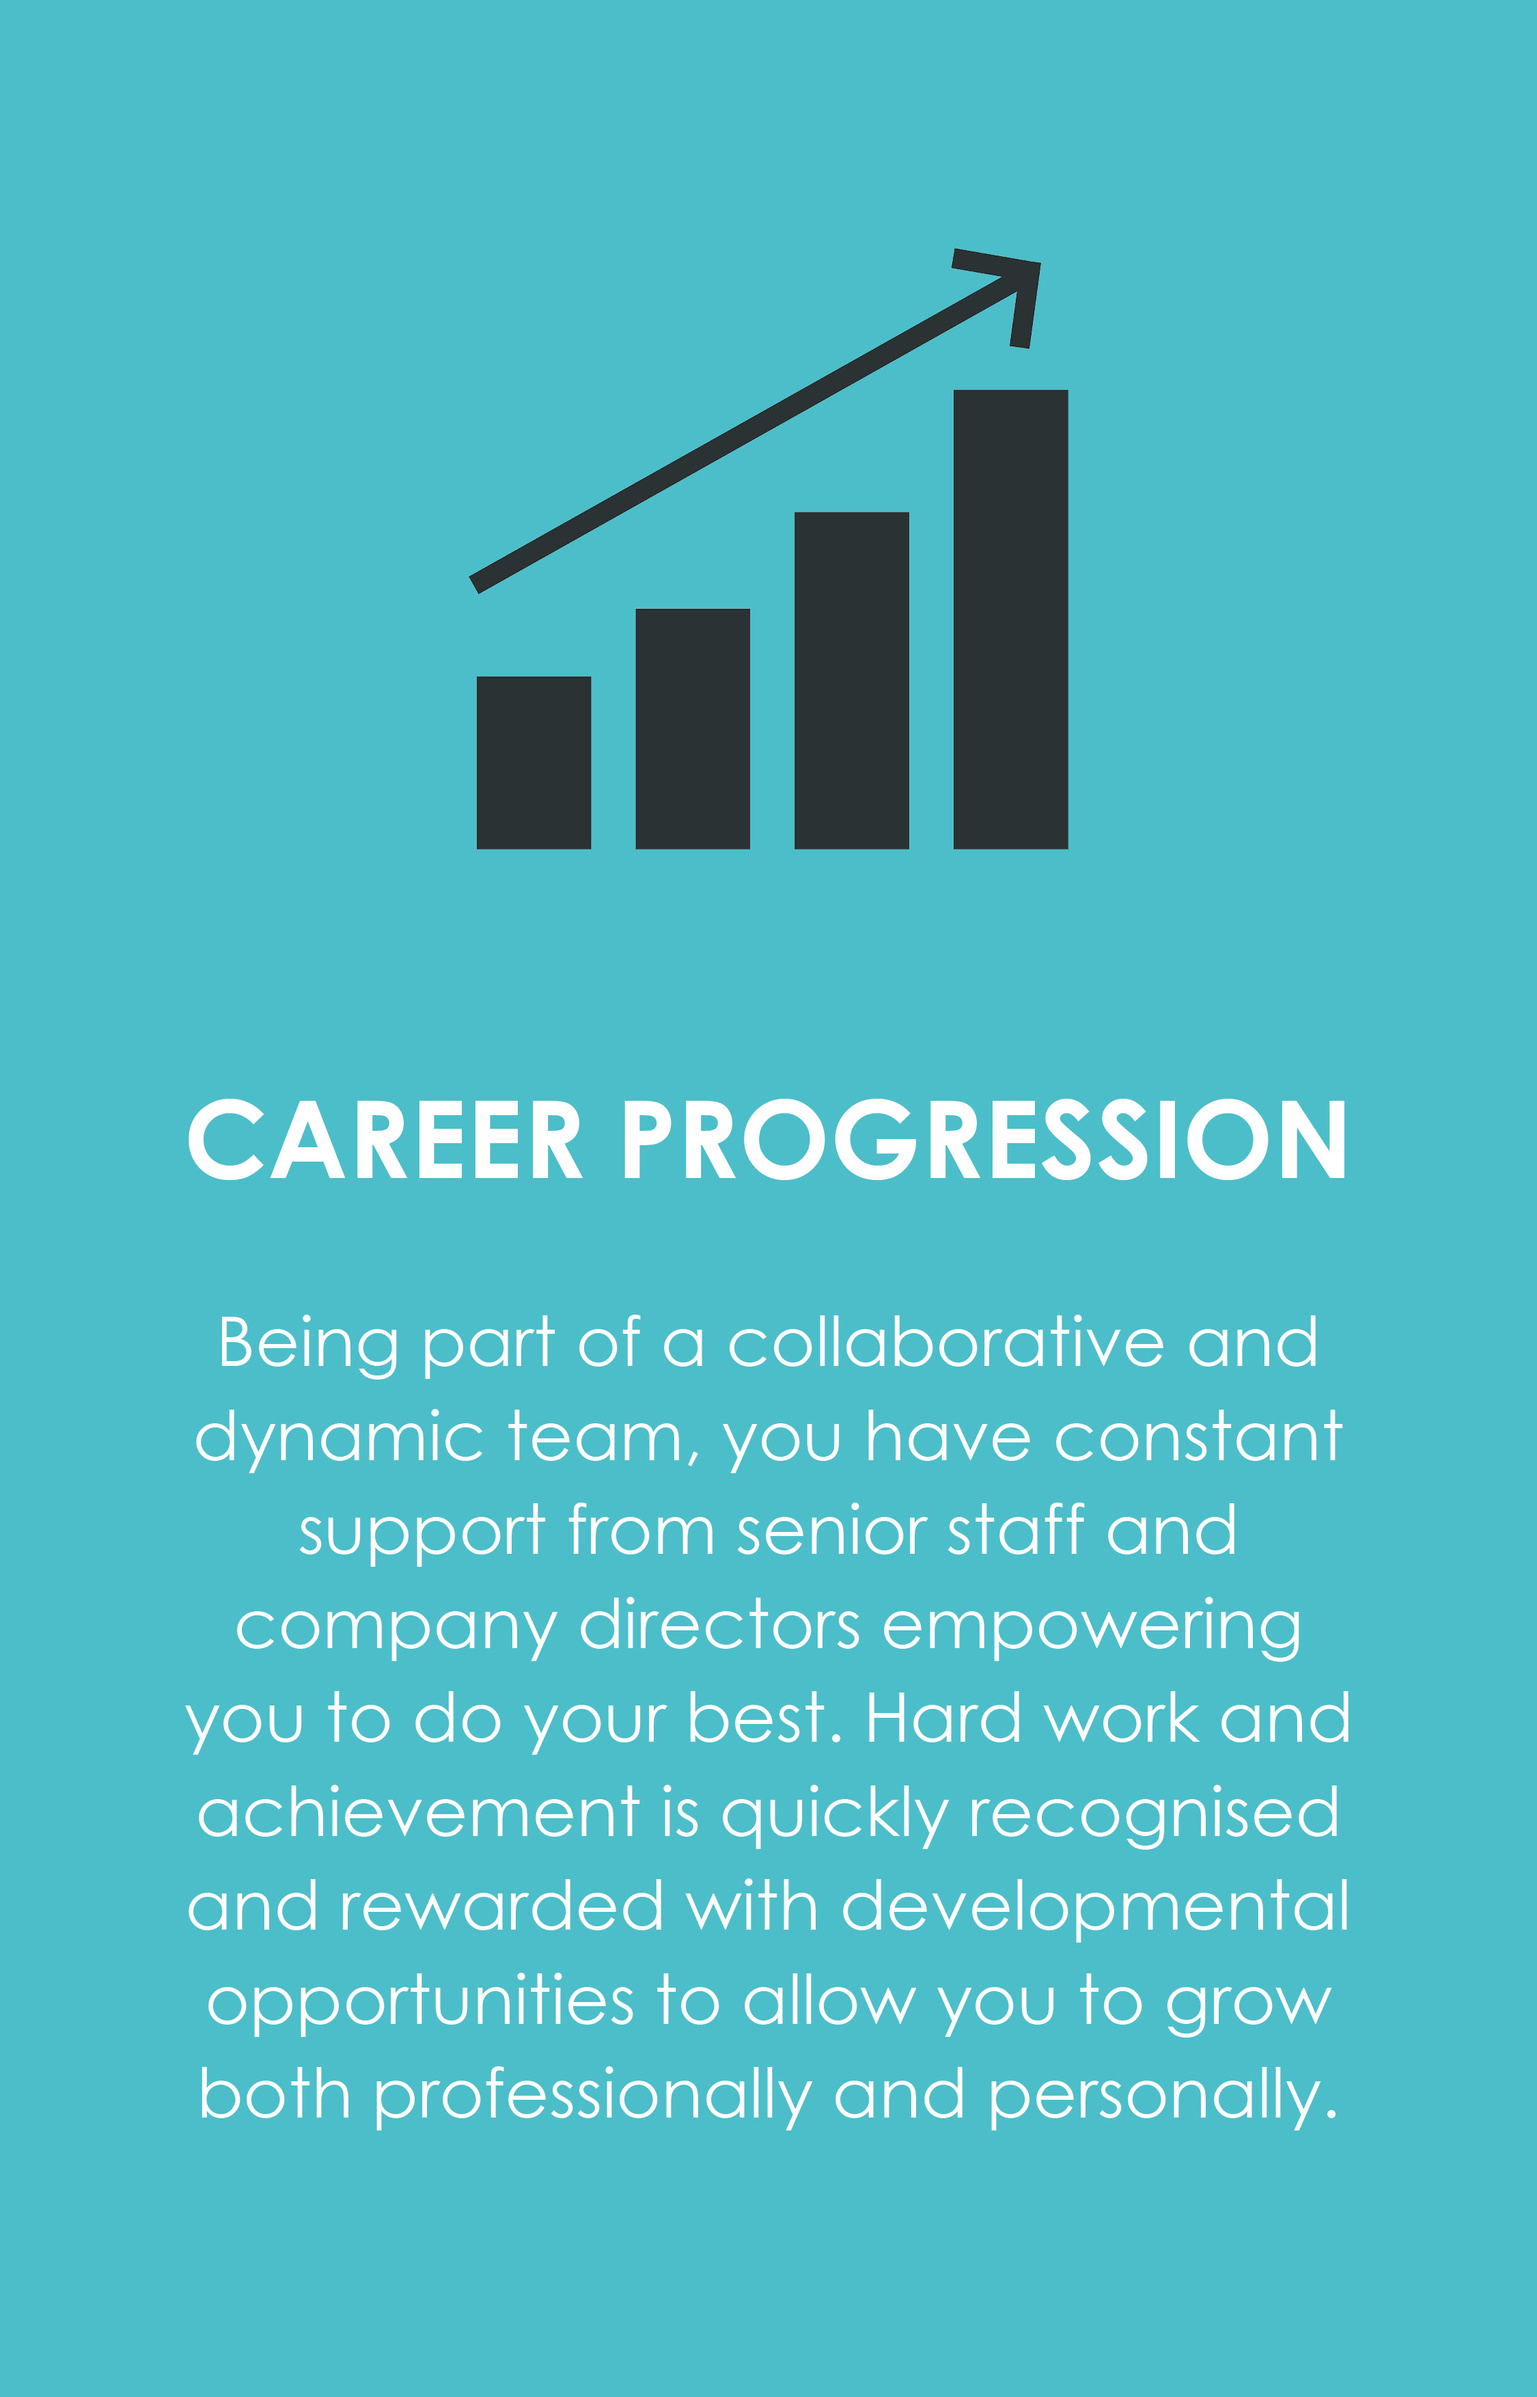 CAREER PROGRESSION
Being part of a collaborative and
dynamic team, you have constant
support from senior staff and
company directors empowering
you to do your best. Hard work and
achievement is quickly recognised
and rewarded with developmental
opportunities to allow you to grow
both professionally and personally.